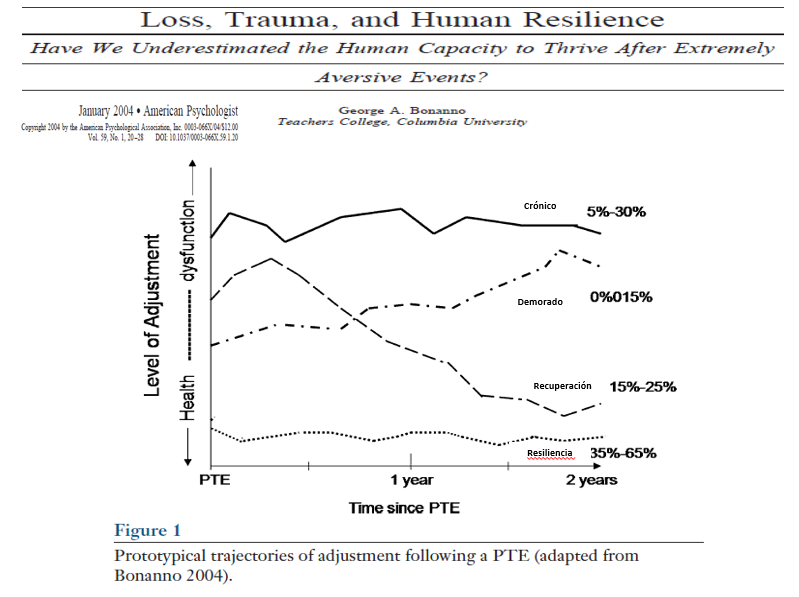 Loss, Trauma, and Human Resilience
Have We Underestimated the Human Capacity to Thrive After Extremely
Aversive Events?
January 2004 • American Psychologist
Copyright 2004 by the American Psychological Association, Inc. 0003-066X/04/$12.00
Vol. 59, No. 1, 20–28 DOI: 10.1037/0003-066X.59.1.20
George A. Bonanno
Teachers College, Columbia University
Level of Adjustment
Health
dysfunction
Crónico
5%-30%
Demorado
0%015%
Recuperación
15%-25%
Resiliencia
35%-65%
PTE
1 year
2 years
Time since PTE
Figure 1
Prototypical trajectories of adjustment following a PTE (adapted from
Bonanno 2004).